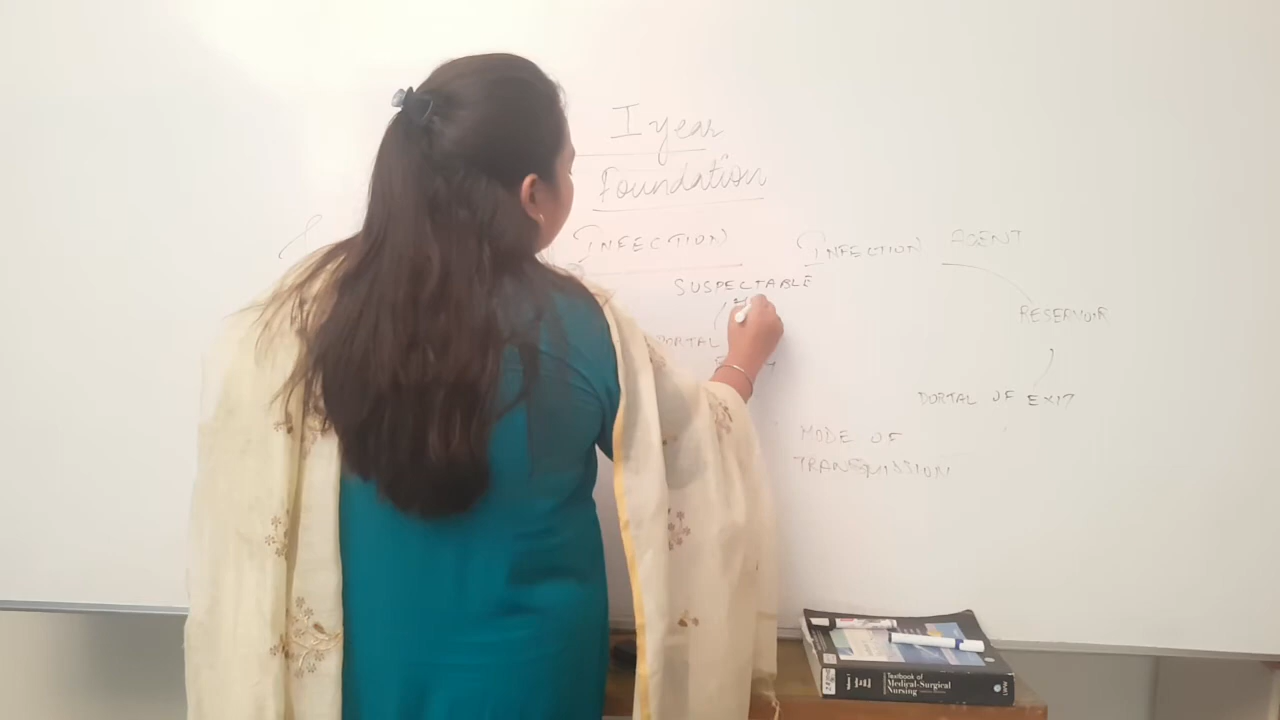 I year
Foundation
INFECTION
INFECTION AGENT
SUSPECTABLE
RESERVOIR
PORTAL
PORTAL OF EXIT
MODE OF
TRANSMISSION
Textbook of
Medical-Surgical
Nursing